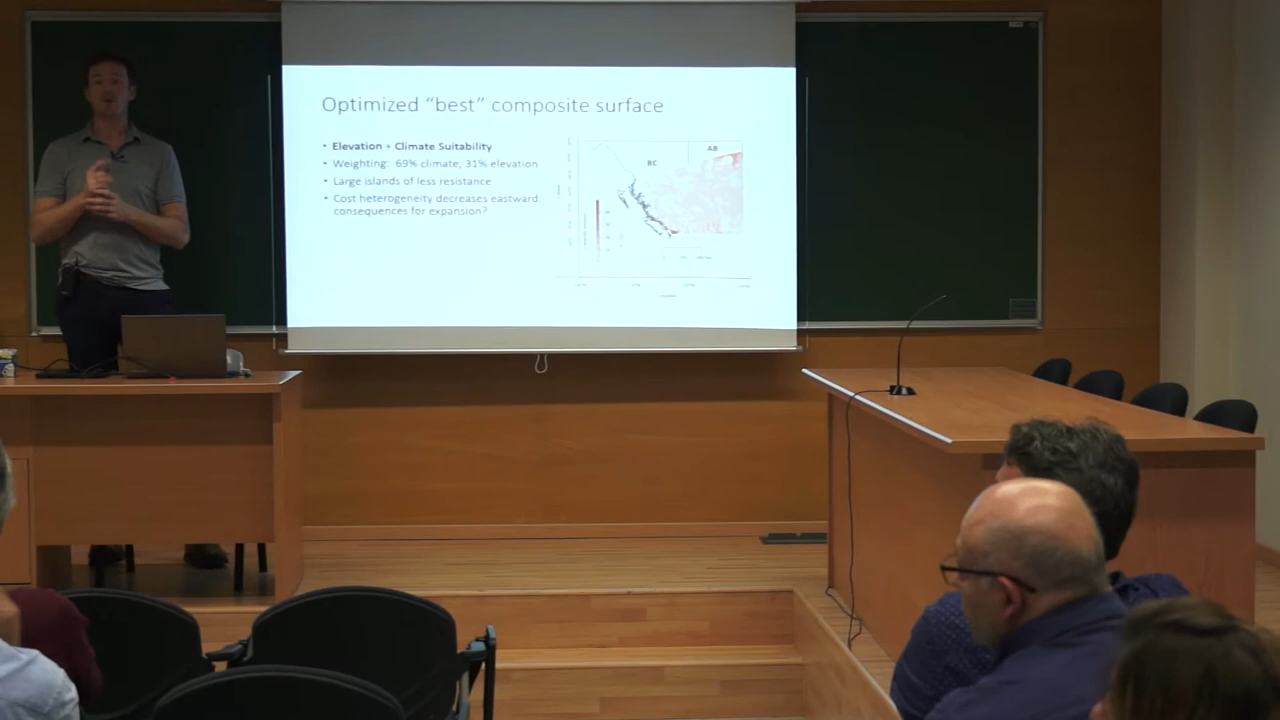 Optimized “best” composite surface
• Elevation + Climate Suitability
• Weighting: 69% climate; 31% elevation
• Large islands of less resistance
• Cost heterogeneity decreases eastward:
consequences for expansion?
AB
BC